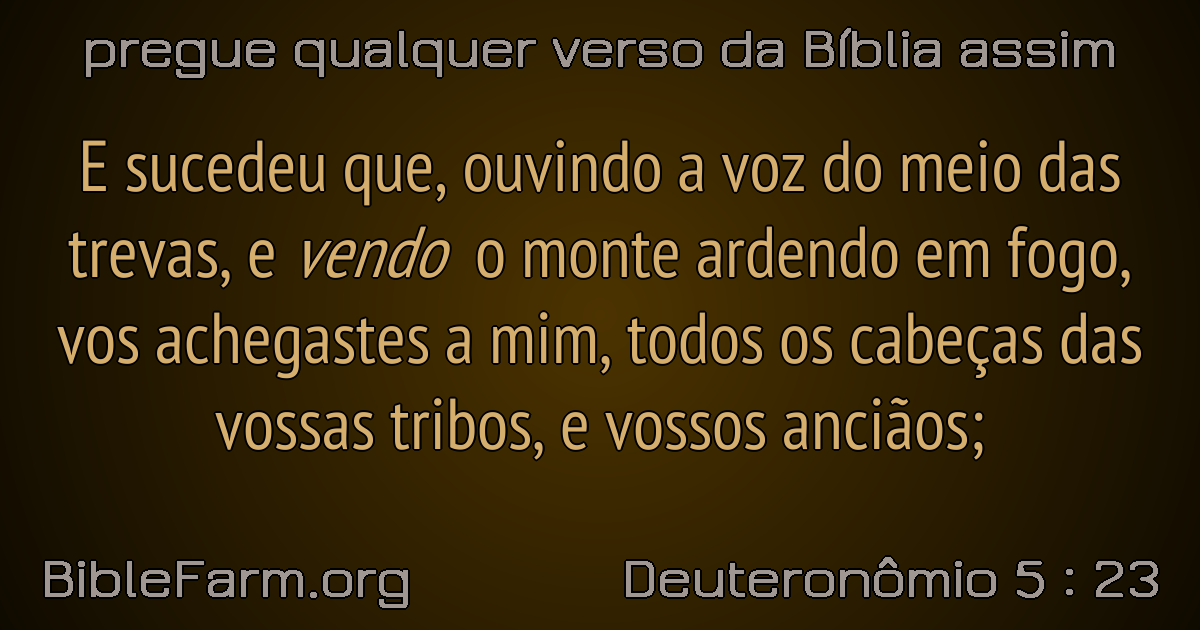 pregue qualquer verso da Bíblia assim
E sucedeu que, ouvindo a voz do meio das
trevas, e vendo o monte ardendo em fogo,
vos achegastes a mim, todos os cabeças das
vossas tribos, e vossos anciãos;
BibleFarm.org
Deuteronômio 5 : 23